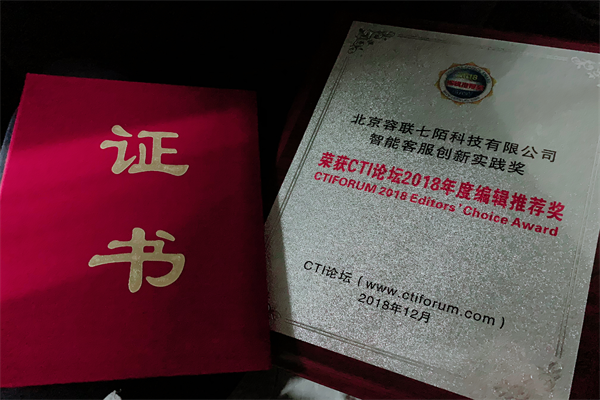 证书
2018
北京容联七陌科技有限公司
智能客服创新实践奖
荣获CTI论坛2018年度编辑推荐奖
CTIFORUM 2018 Editors' Choice Award
CTI论坛（www.ctiforum.com）
2018年12月